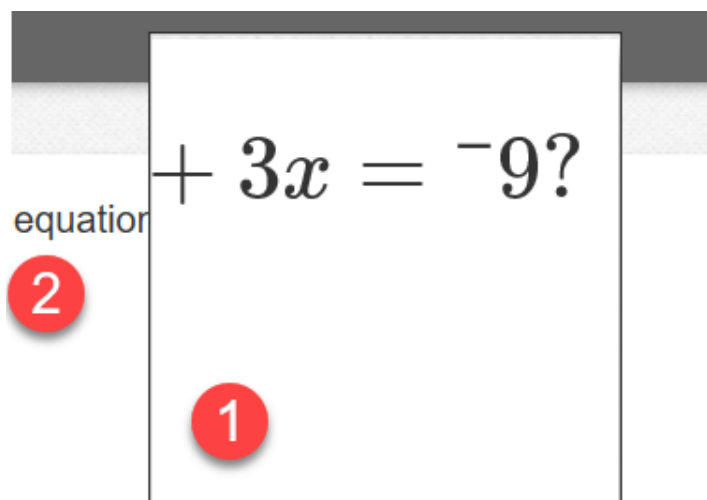 + 3x = ⁻9?
equation
2
1